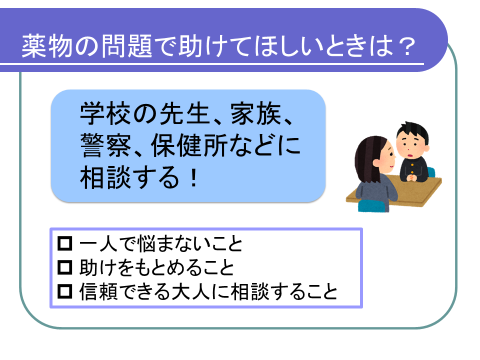 薬物の問題で助けてほしいときは？
学校の先生、家族、
警察、保健所などに
相談する！
一人で悩まないこと
助けをもとめること
信頼できる大人に相談すること